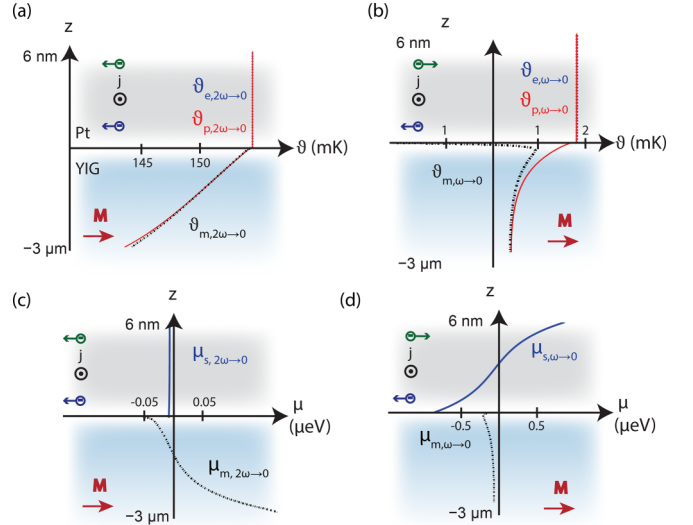 (a)
z
6 nm
j
ϑe,2ω→0
ϑp,2ω→0
Pt
YIG
145
150
ϑ (mK)
M
ϑm,2ω→0
−3 μm
(b)
z
6 nm
j
ϑe,ω→0
ϑp,ω→0
1
1
2
ϑ (mK)
ϑm,ω→0
M
−3 μm
(c)
z
6 nm
j
μs, 2ω→0
-0.05
0.05
μ
(μeV)
μm, 2ω→0
M
−3 μm
(d)
z
6 nm
j
μs,ω→0
-0.5
0.5
μ
(μeV)
μm,ω→0
M
−3 μm